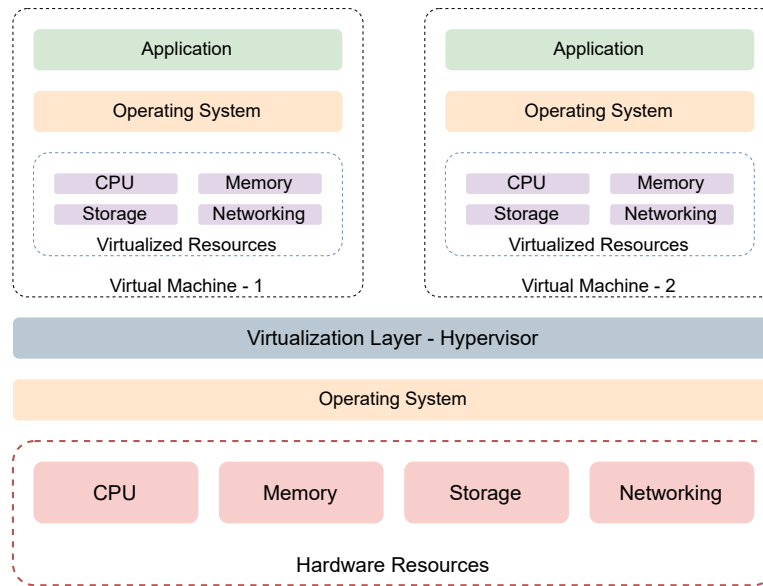 Application
Operating System
CPU
Memory
Storage
Networking
Virtualized Resources
Virtual Machine - 1
Application
Operating System
CPU
Memory
Storage
Networking
Virtualized Resources
Virtual Machine - 2
Virtualization Layer - Hypervisor
Operating System
CPU
Memory
Storage
Networking
Hardware Resources